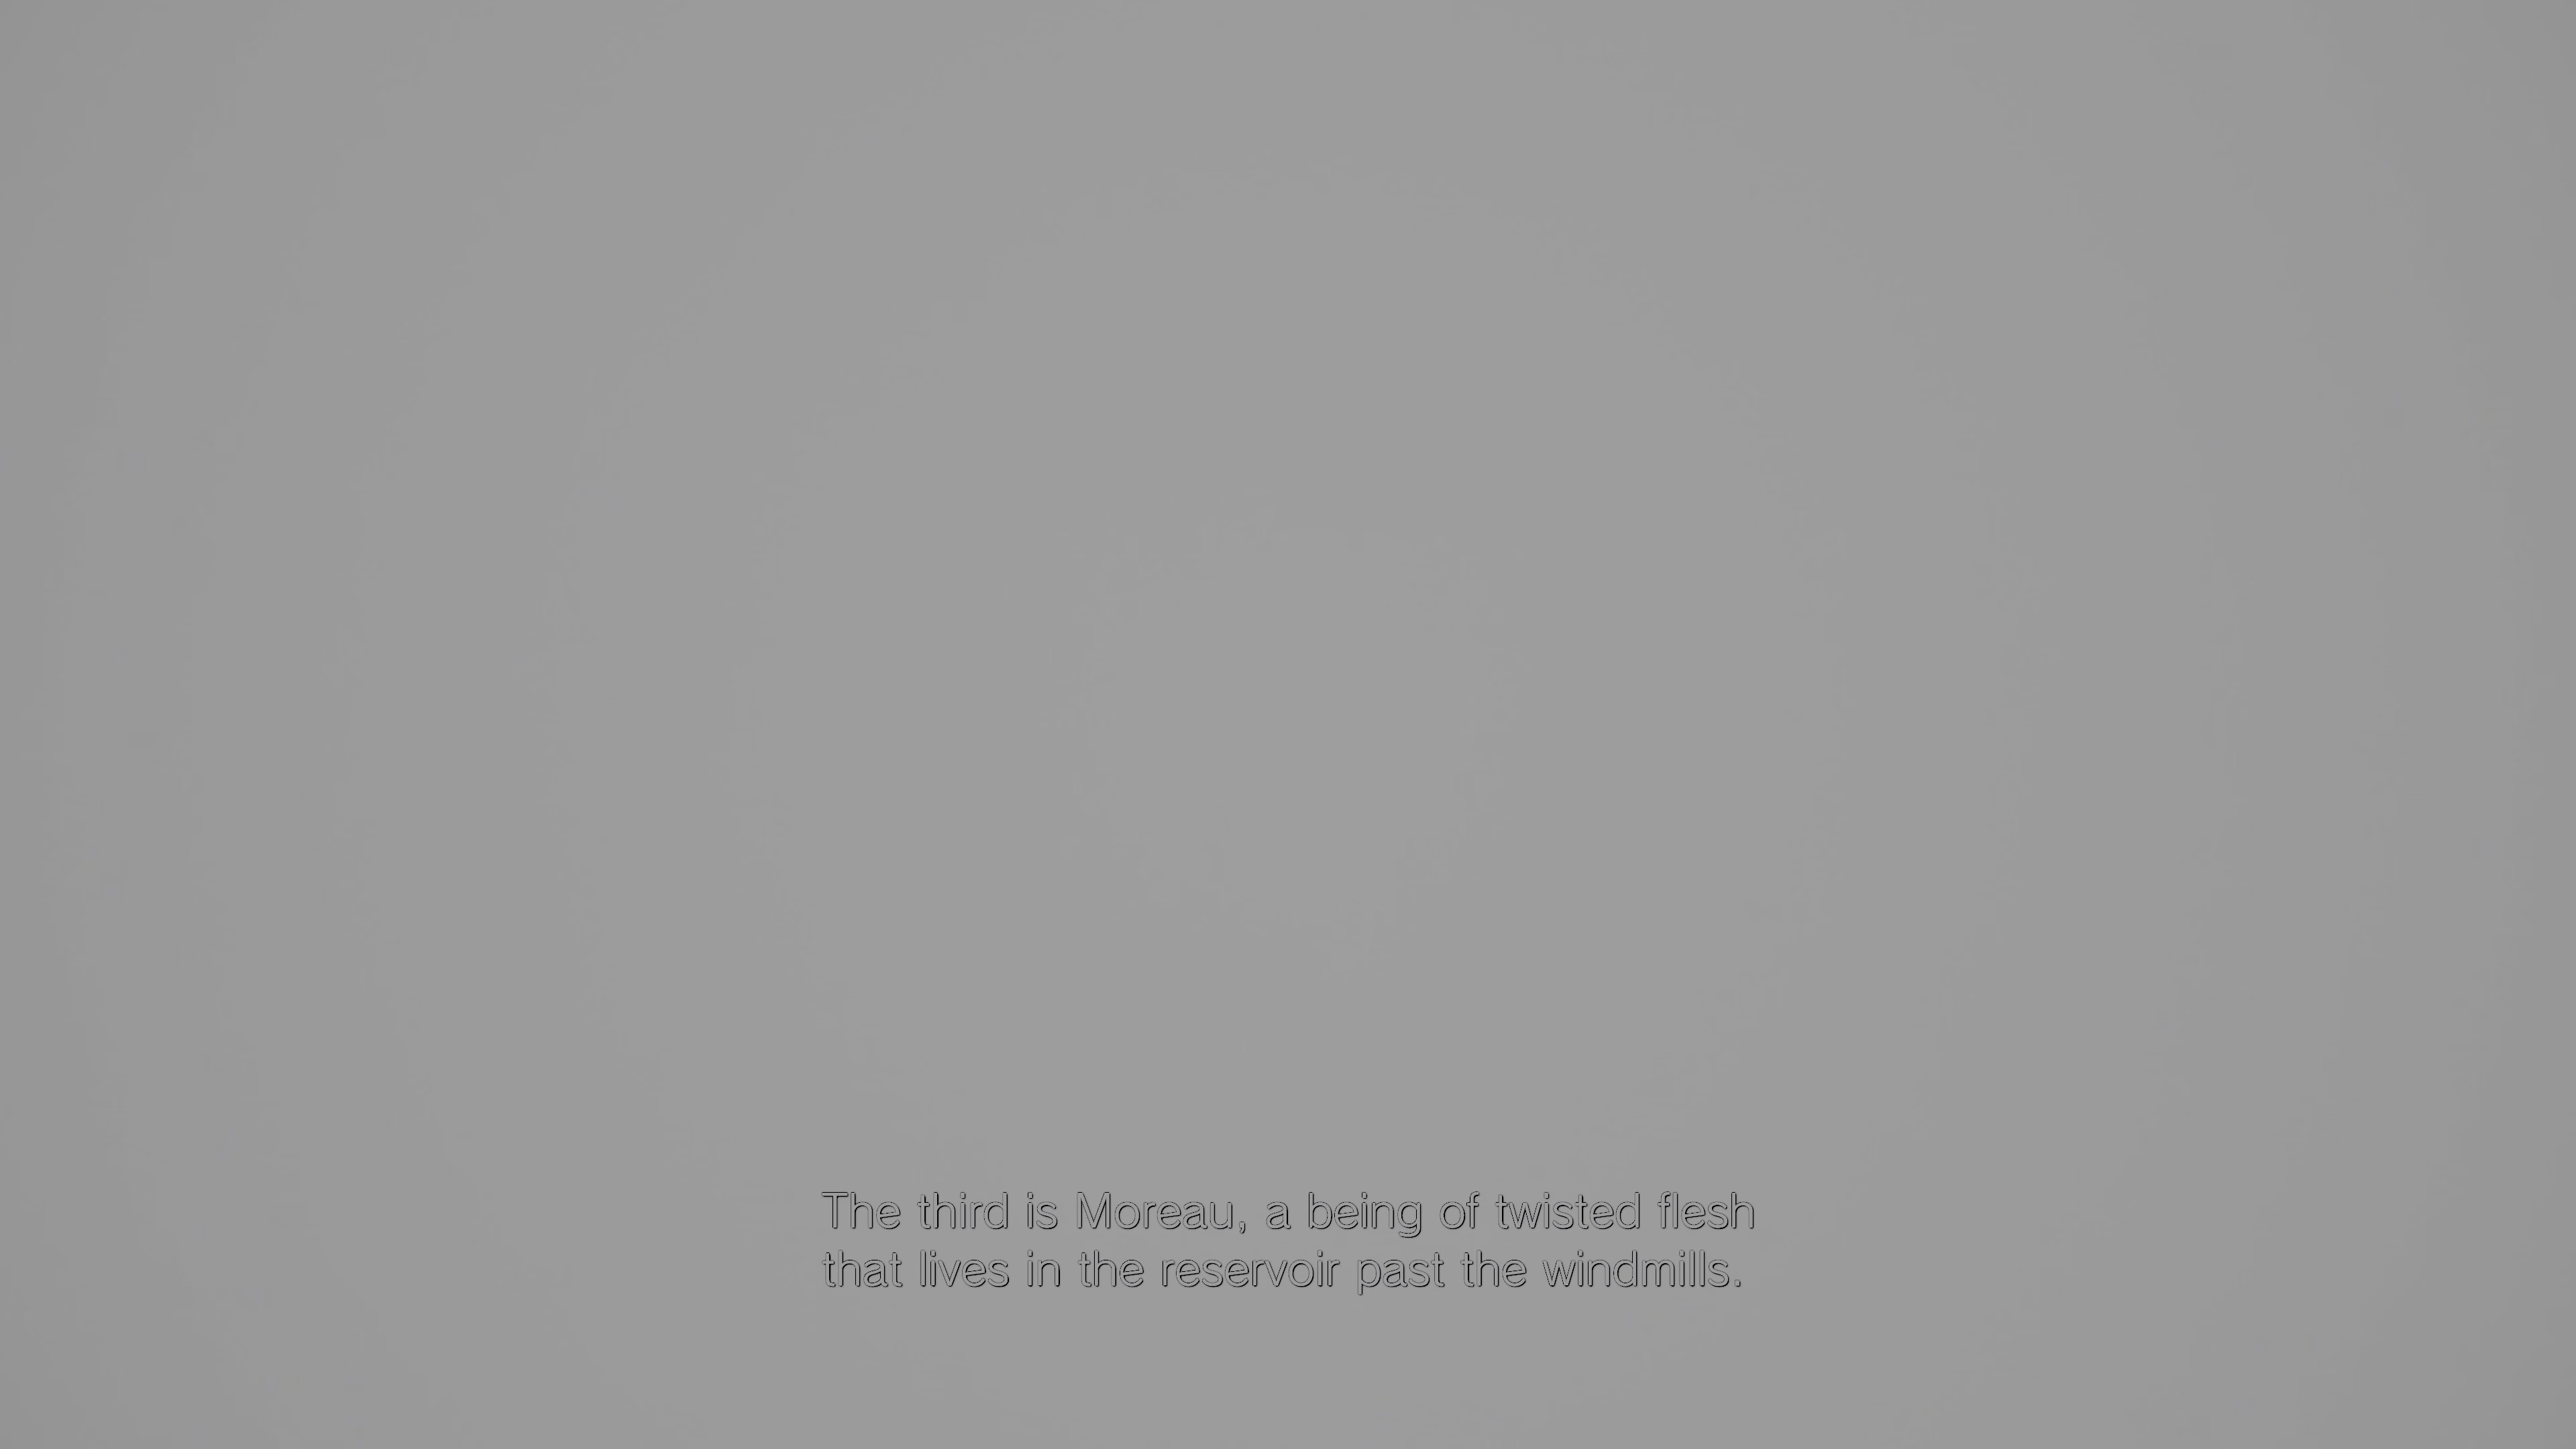 The third is Moreau, a being of twisted flesh
that lives in the reservoir past the windmills.